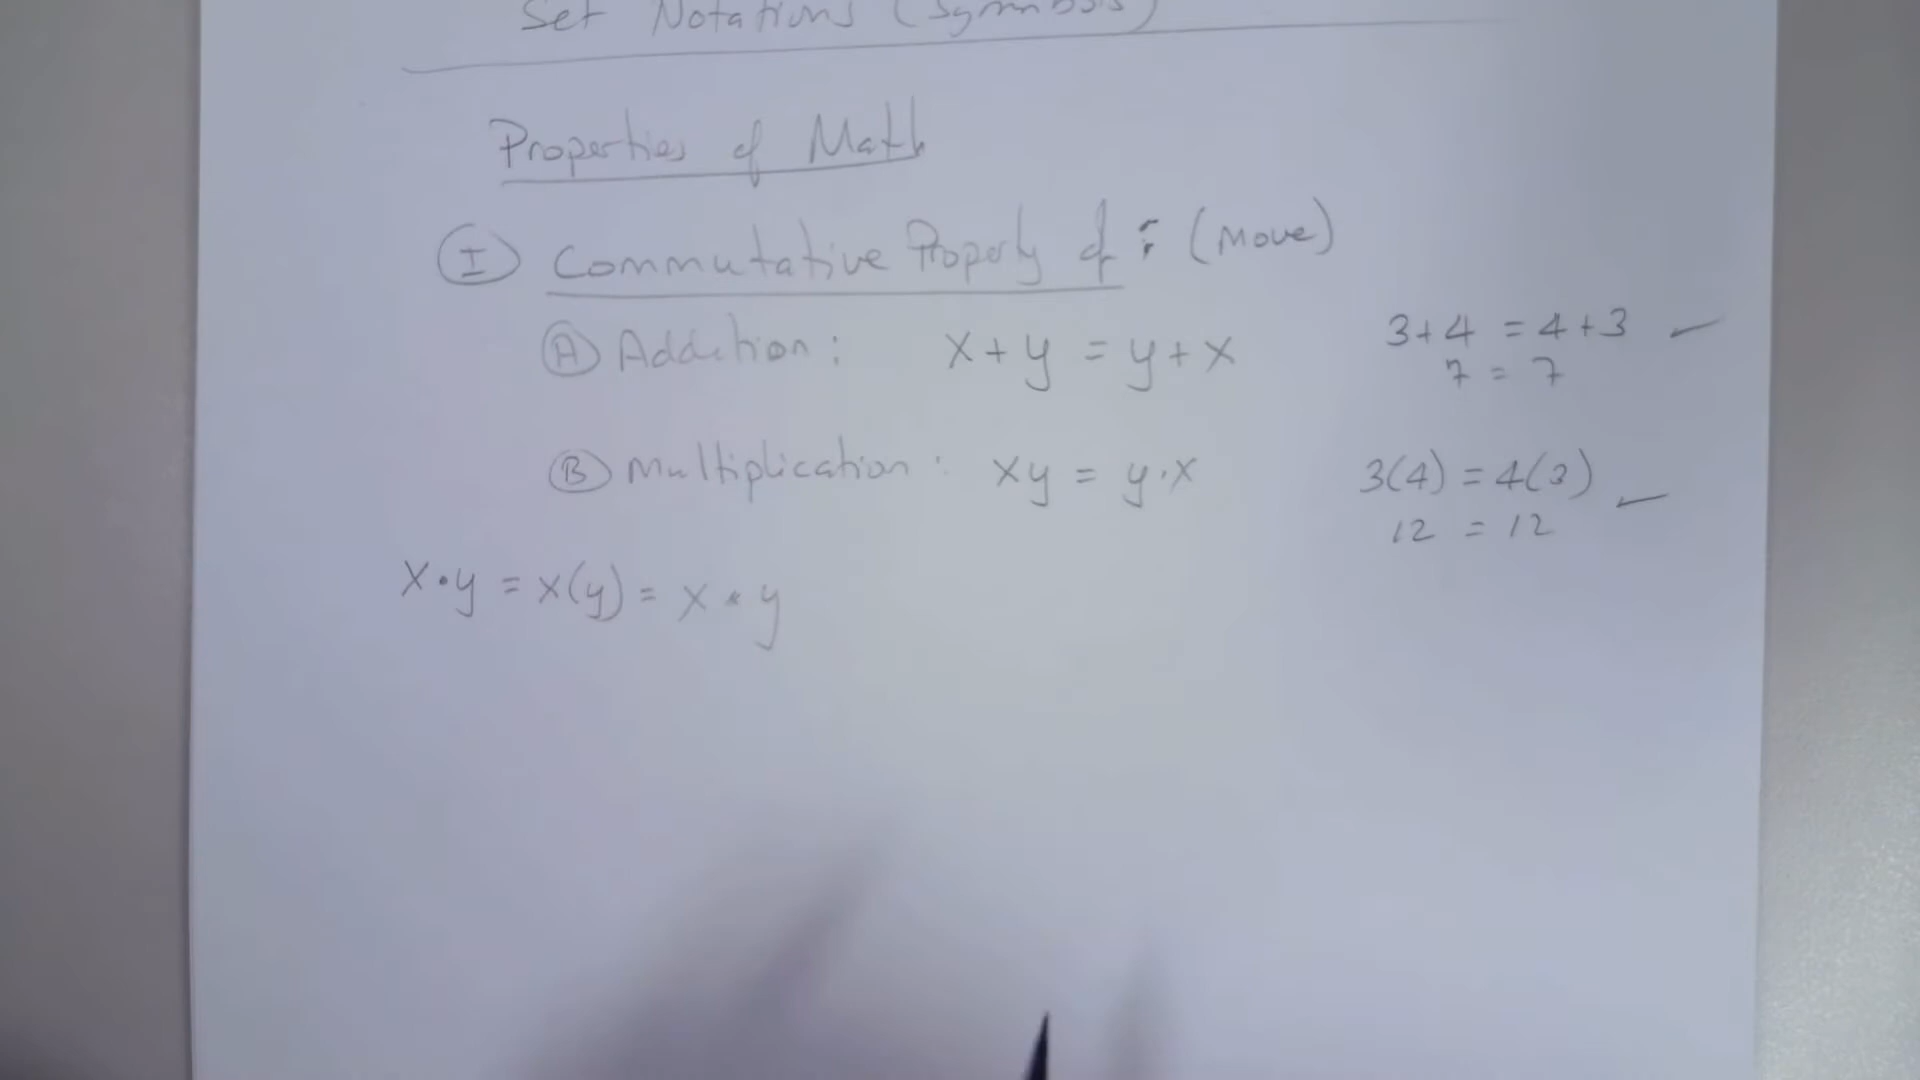 Set Notations (Symbols)
Properties of Math
I Commutative Property of : (Move)
A Addition : x + y = y + x
3 + 4 = 4 + 3
7 = 7
B Multiplication : xy = y · x
3(4) = 4(3)
12 = 12
x · y = x(y) = x * y